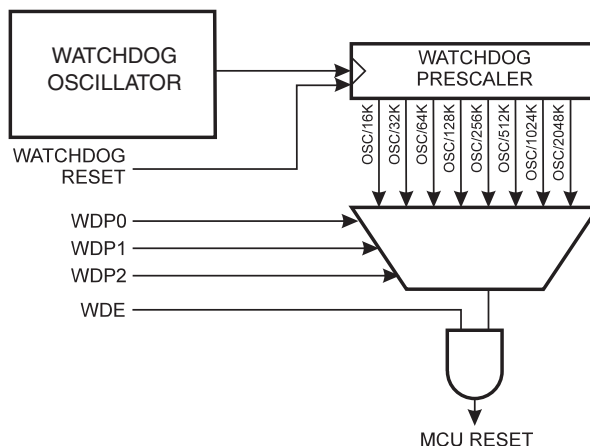 WATCHDOG
OSCILLATOR
WATCHDOG
PRESCALER
WATCHDOG
RESET
OSC/16K
OSC/32K
OSC/64K
OSC/128K
OSC/256K
OSC/512K
OSC/1024K
OSC/2048K
WDP0
WDP1
WDP2
WDE
MCU RESET